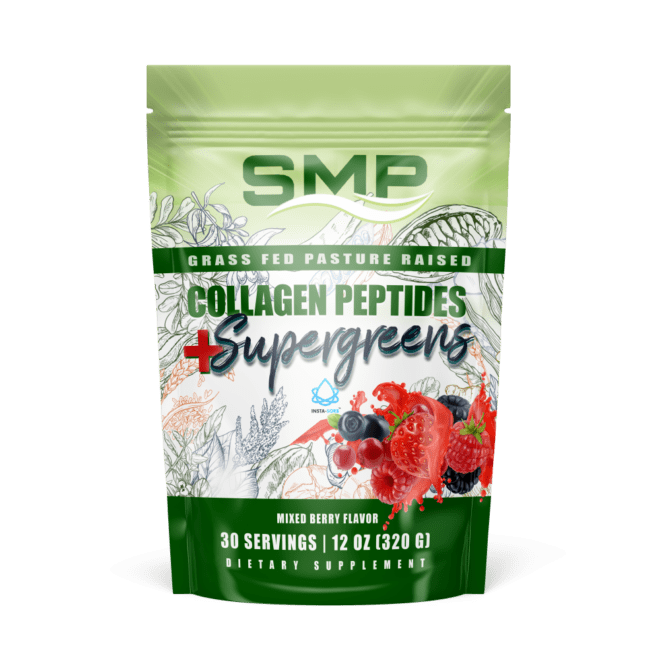 SMP
GRASS FED PASTURE RAISED
COLLAGEN PEPTIDES
+Supergreens
MIXED BERRY FLAVOR
30 SERVINGS | 12 OZ (320 G)
DIETARY SUPPLEMENT